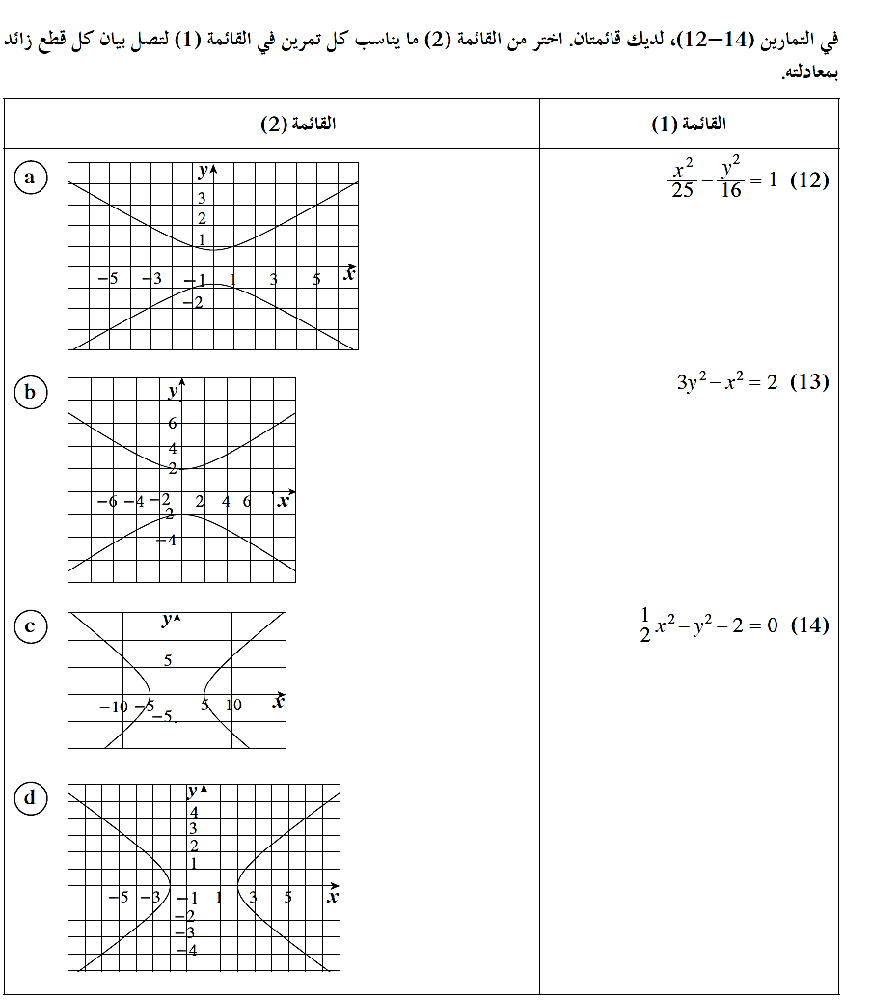 في التمارين (14–12)، لديك قائمتان. اختر من القائمة (2) ما يناسب كل تمرين في القائمة (1) لتصل بيان كل قطع زائد
بمعادلته.
القائمة (1)
القائمة (2)
(12) x²/25 − y²/16 = 1
a
y
3
2
1
−5 −3 −1 1 3 5 x
−2
(13) 3y² − x² = 2
b
y
6
4
2
−6 −4 −2 2 4 6 x
−2
−4
(14) 1/2 x² − y² − 2 = 0
c
y
5
−10 −5 5 10 x
−5
d
y
4
3
2
1
−5 −3 −1 1 3 5 x
−2
−3
−4